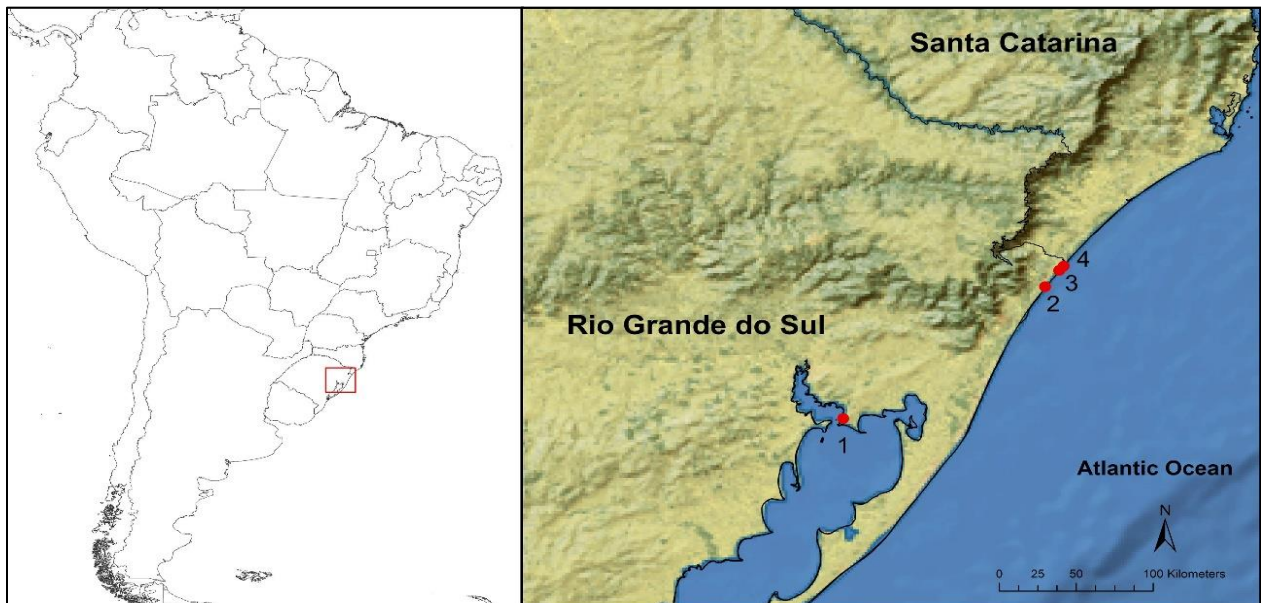 Santa Catarina
4
3
2
Rio Grande do Sul
1
Atlantic Ocean
N
0 25 50 100 Kilometers